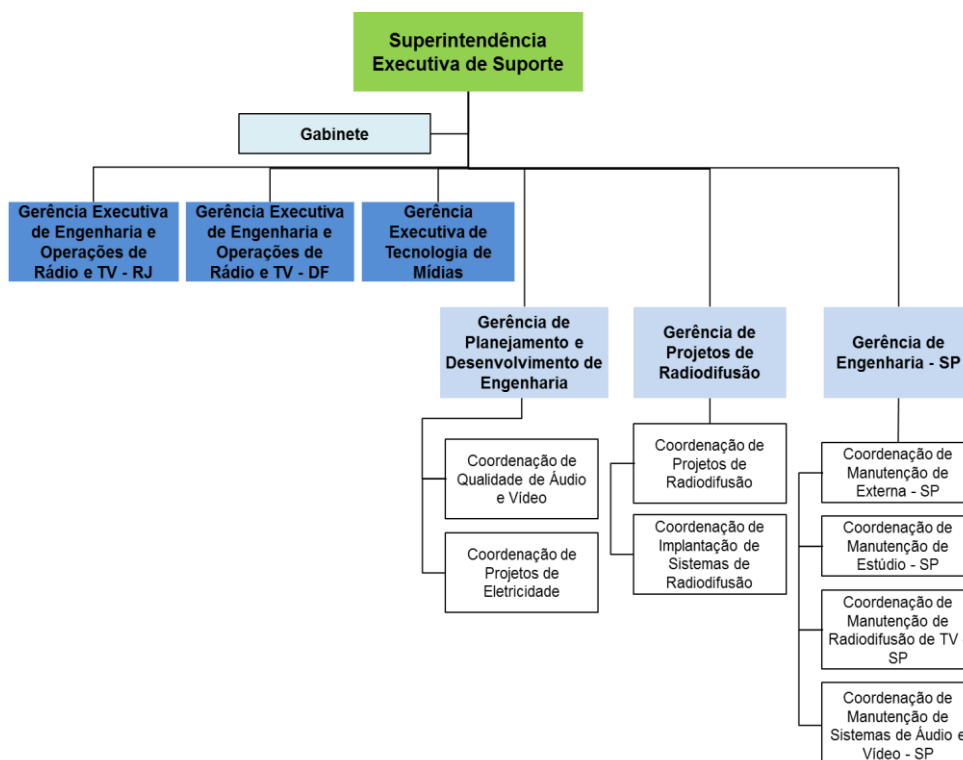 Superintendência
Executiva de Suporte
Gabinete
Gerência Executiva
de Engenharia e
Operações de
Rádio e TV - RJ
Gerência Executiva
de Engenharia e
Operações de
Rádio e TV - DF
Gerência
Executiva de
Tecnologia de
Mídias
Gerência de
Planejamento e
Desenvolvimento de
Engenharia
Gerência de
Projetos de
Radiodifusão
Gerência de
Engenharia - SP
Coordenação de
Qualidade de Áudio
e Vídeo
Coordenação de
Projetos de
Eletricidade
Coordenação de
Projetos de
Radiodifusão
Coordenação de
Implantação de
Sistemas de
Radiodifusão
Coordenação de
Manutenção de
Externa - SP
Coordenação de
Manutenção de
Estúdio - SP
Coordenação de
Manutenção de
Radiodifusão de TV -
SP
Coordenação de
Manutenção de
Sistemas de Áudio e
Vídeo - SP